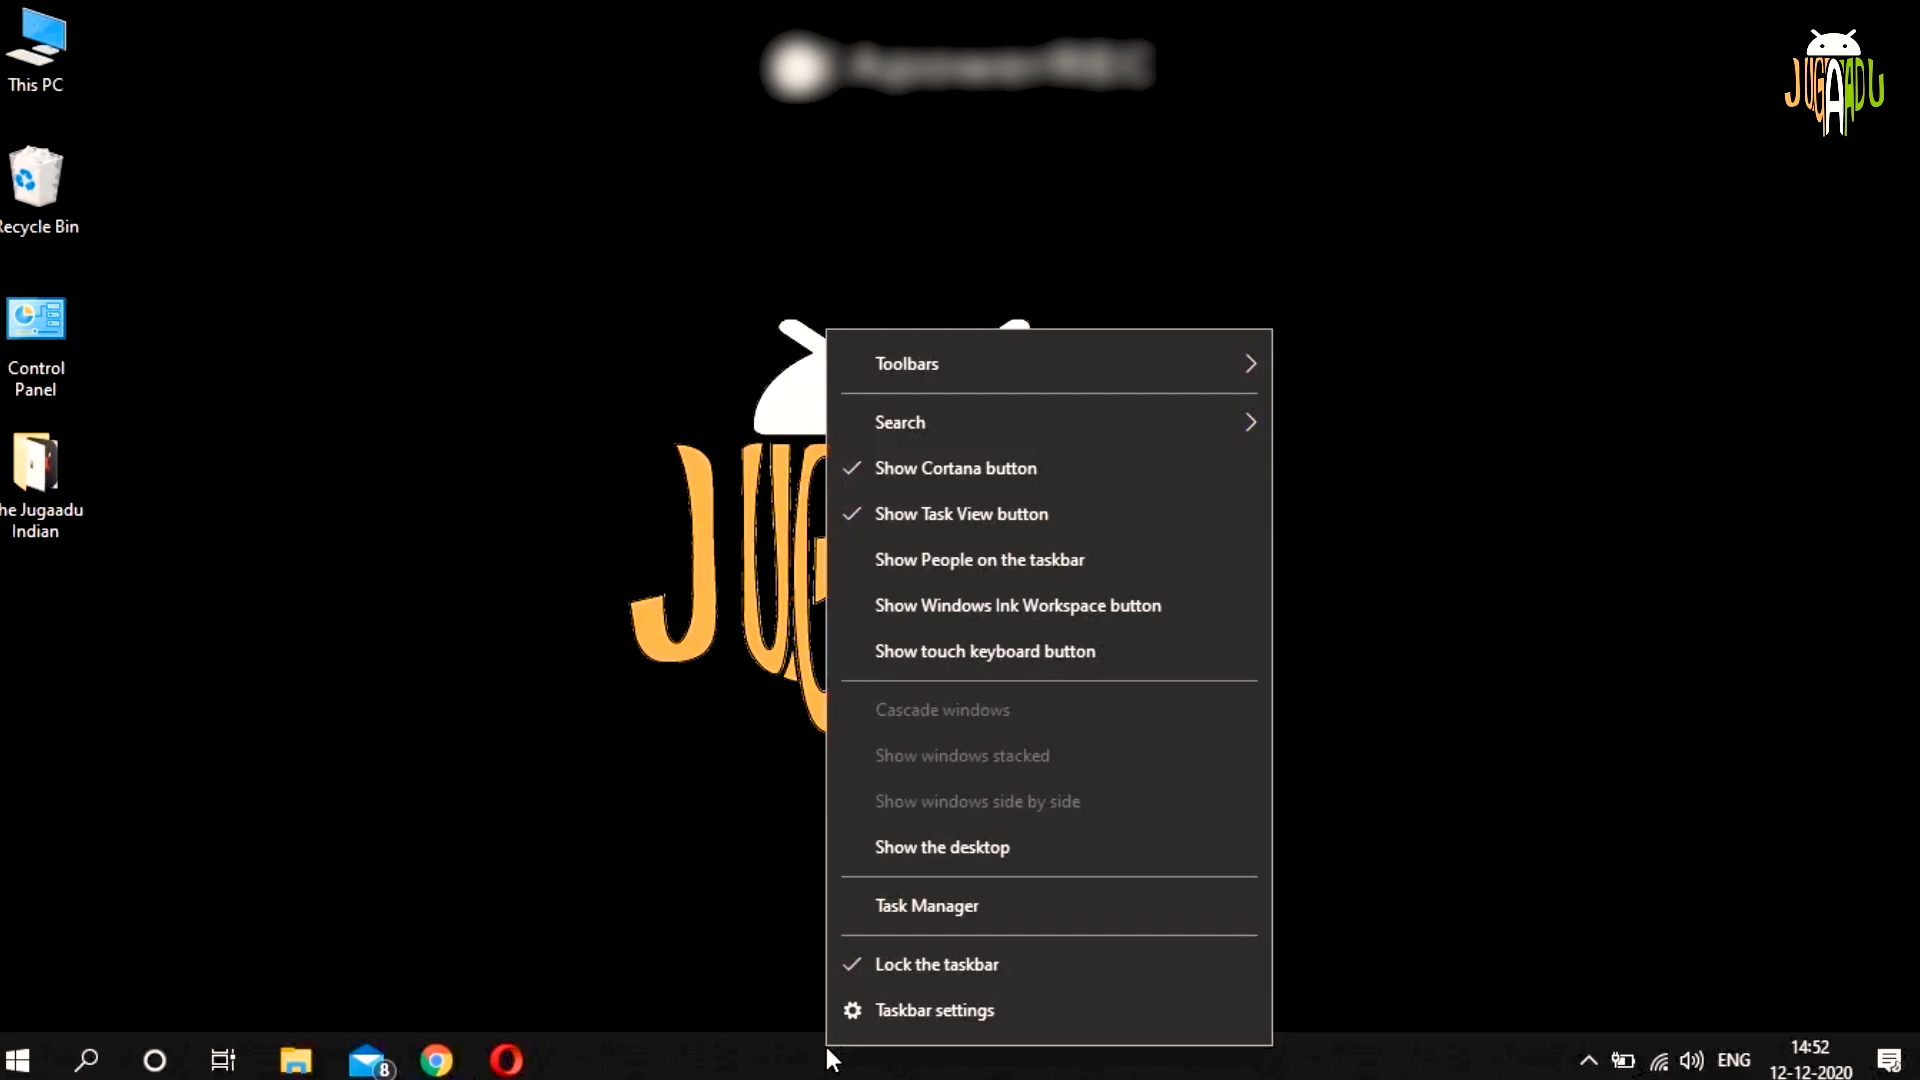 This PC
Recycle Bin
Control
Panel
he Jugaadu
Indian
JUGAADU
JUG
Toolbars
Search
Show Cortana button
Show Task View button
Show People on the taskbar
Show Windows Ink Workspace button
Show touch keyboard button
Cascade windows
Show windows stacked
Show windows side by side
Show the desktop
Task Manager
Lock the taskbar
Taskbar settings
8
ENG
14:52
12-12-2020